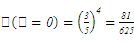 □(□ = 0) = (3/5)^4 = 81/625